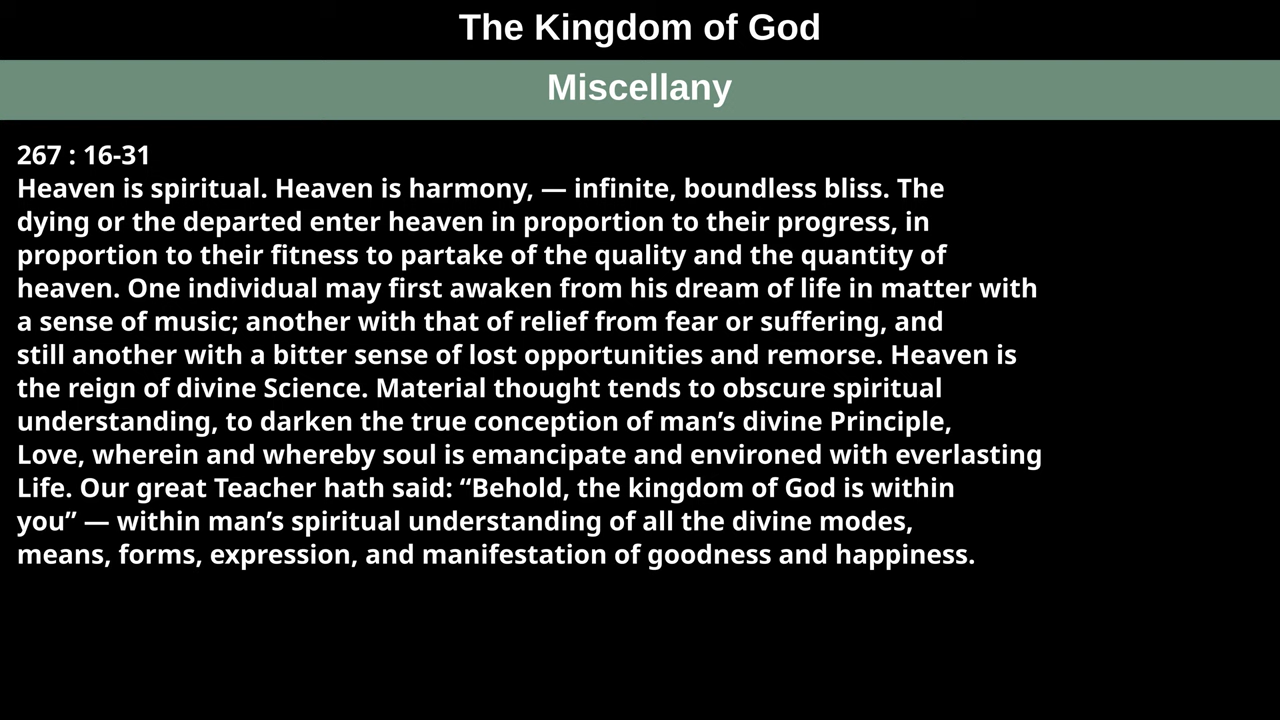 The Kingdom of God
Miscellany
267 : 16-31
Heaven is spiritual. Heaven is harmony, — infinite, boundless bliss. The
dying or the departed enter heaven in proportion to their progress, in
proportion to their fitness to partake of the quality and the quantity of
heaven. One individual may first awaken from his dream of life in matter with
a sense of music; another with that of relief from fear or suffering, and
still another with a bitter sense of lost opportunities and remorse. Heaven is
the reign of divine Science. Material thought tends to obscure spiritual
understanding, to darken the true conception of man’s divine Principle,
Love, wherein and whereby soul is emancipate and environed with everlasting
Life. Our great Teacher hath said: “Behold, the kingdom of God is within
you” — within man’s spiritual understanding of all the divine modes,
means, forms, expression, and manifestation of goodness and happiness.